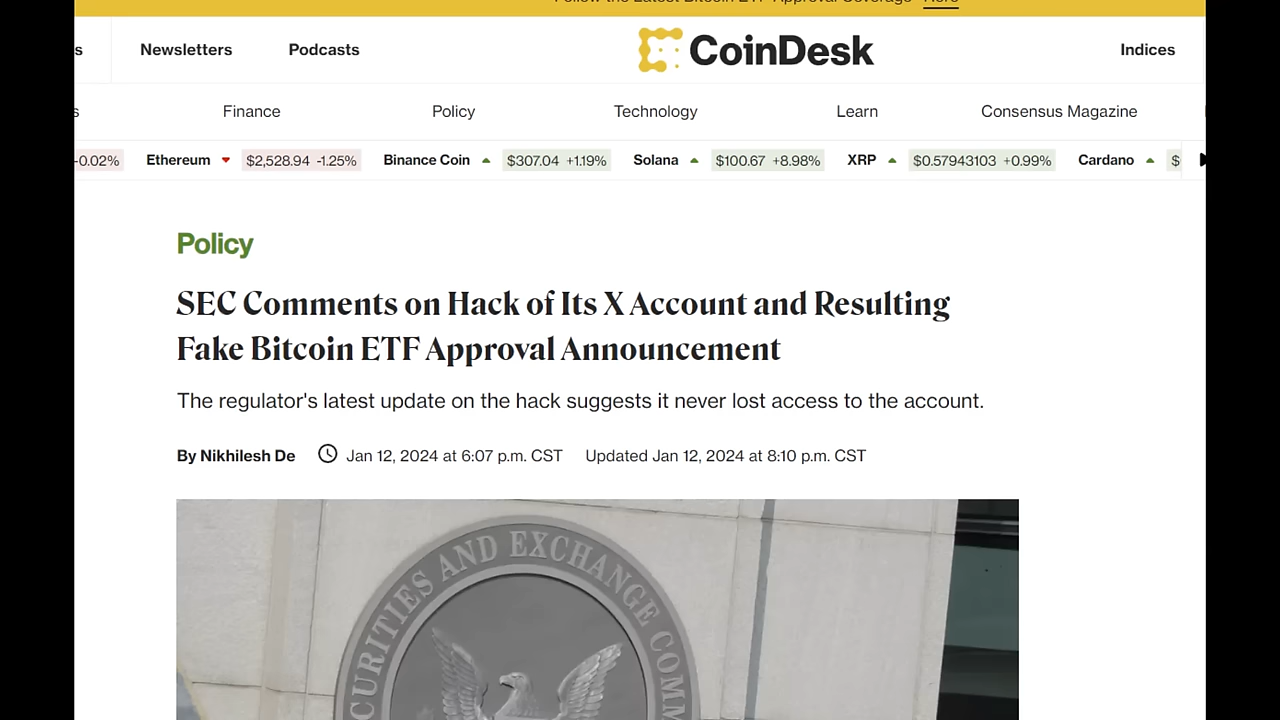 Follow the Latest Bitcoin ETF Approval Coverage Here
s
Newsletters
Podcasts
CoinDesk
Indices
s
Finance
Policy
Technology
Learn
Consensus Magazine
-0.02% Ethereum $2,528.94 -1.25% Binance Coin $307.04 +1.19% Solana $100.67 +8.98% XRP $0.57943103 +0.99% Cardano $
Policy
SEC Comments on Hack of Its X Account and Resulting
Fake Bitcoin ETF Approval Announcement
The regulator's latest update on the hack suggests it never lost access to the account.
By Nikhilesh De Jan 12, 2024 at 6:07 p.m. CST Updated Jan 12, 2024 at 8:10 p.m. CST
CURITIES AND EXCHANGE COMM